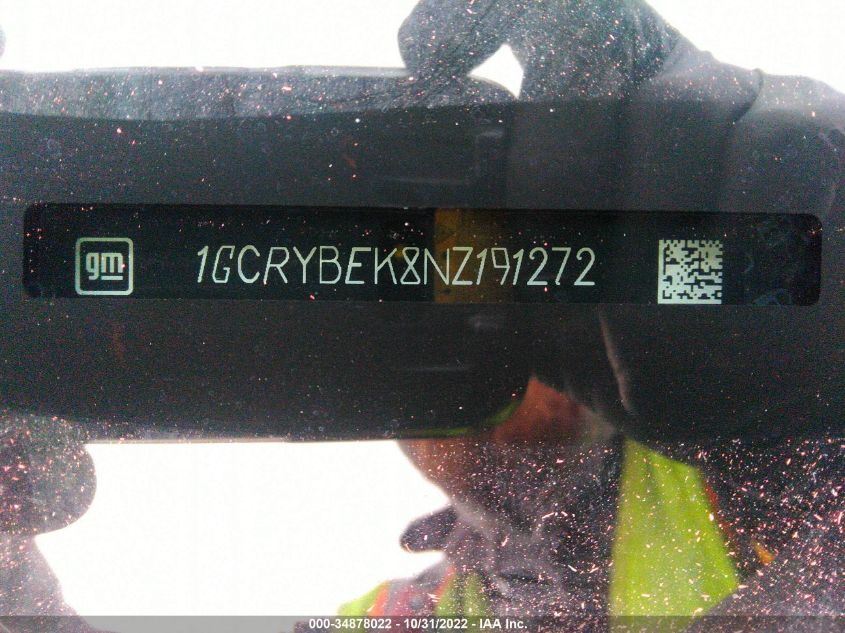 gm 1GCRYBEK8NZ191272
000-34878022 - 10/31/2022 - IAA Inc.